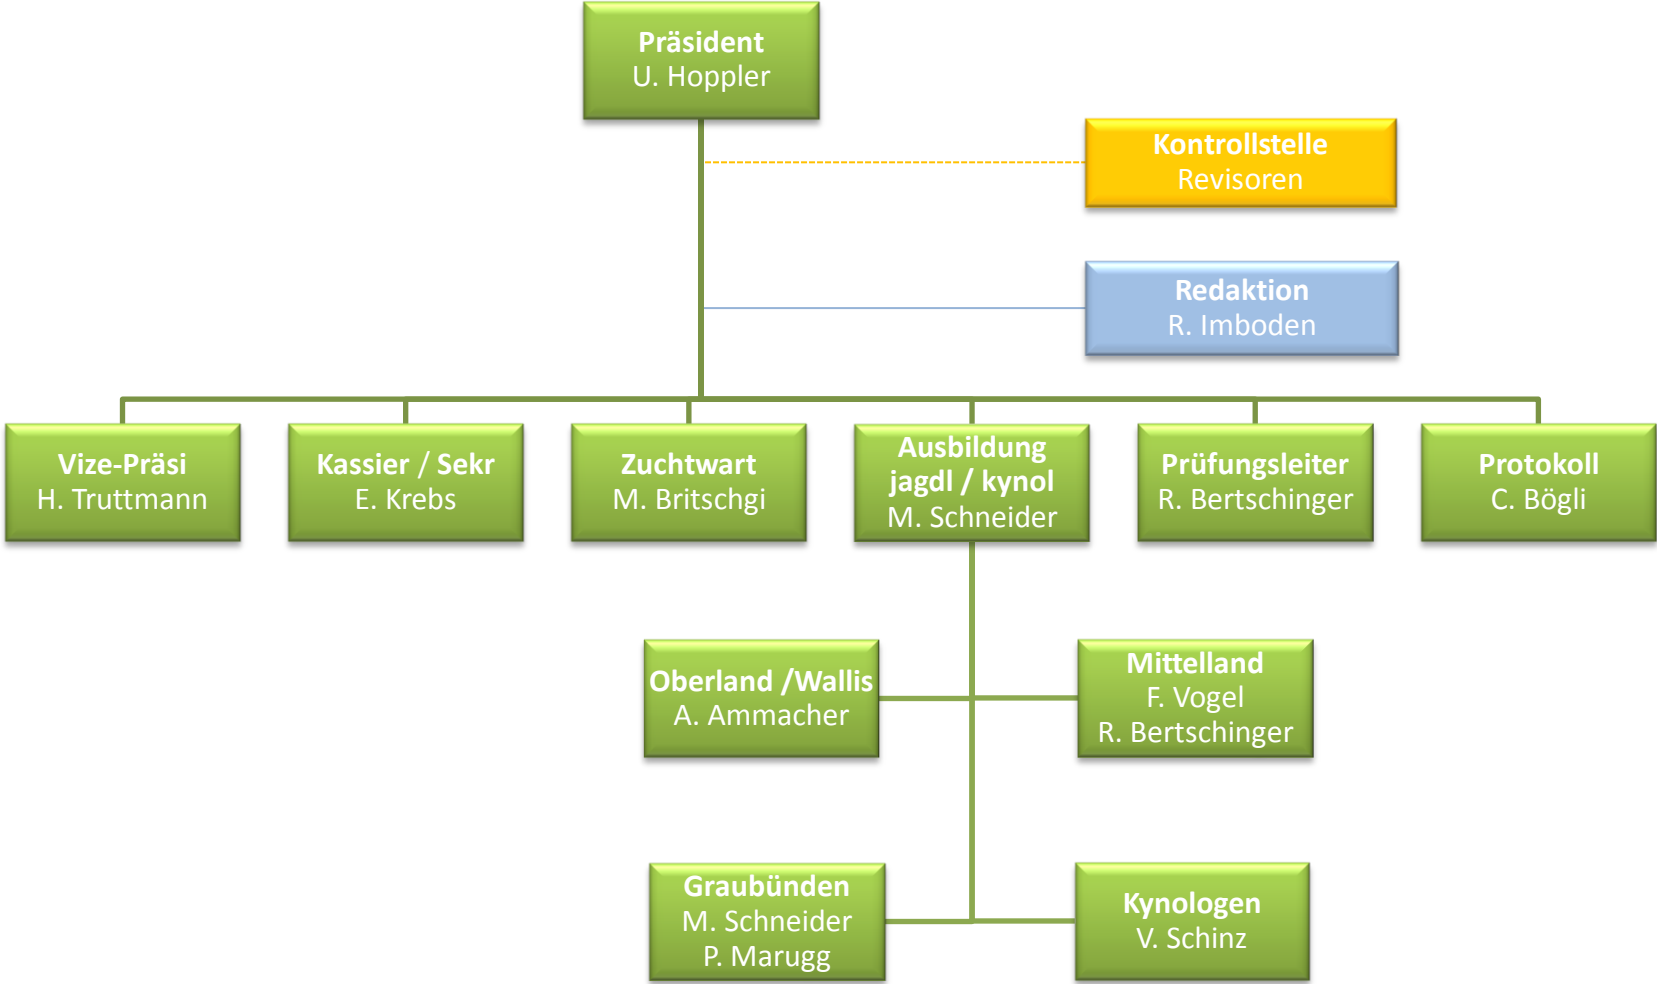 Präsident
U. Hoppler
Kontrollstelle
Revisoren
Redaktion
R. Imboden
Vize-Präsi
H. Truttmann
Kassier / Sekr
E. Krebs
Zuchtwart
M. Britschgi
Ausbildung
jagdl / kynol
M. Schneider
Prüfungsleiter
R. Bertschinger
Protokoll
C. Bögli
Oberland /Wallis
A. Ammacher
Mittelland
F. Vogel
R. Bertschinger
Graubünden
M. Schneider
P. Marugg
Kynologen
V. Schinz